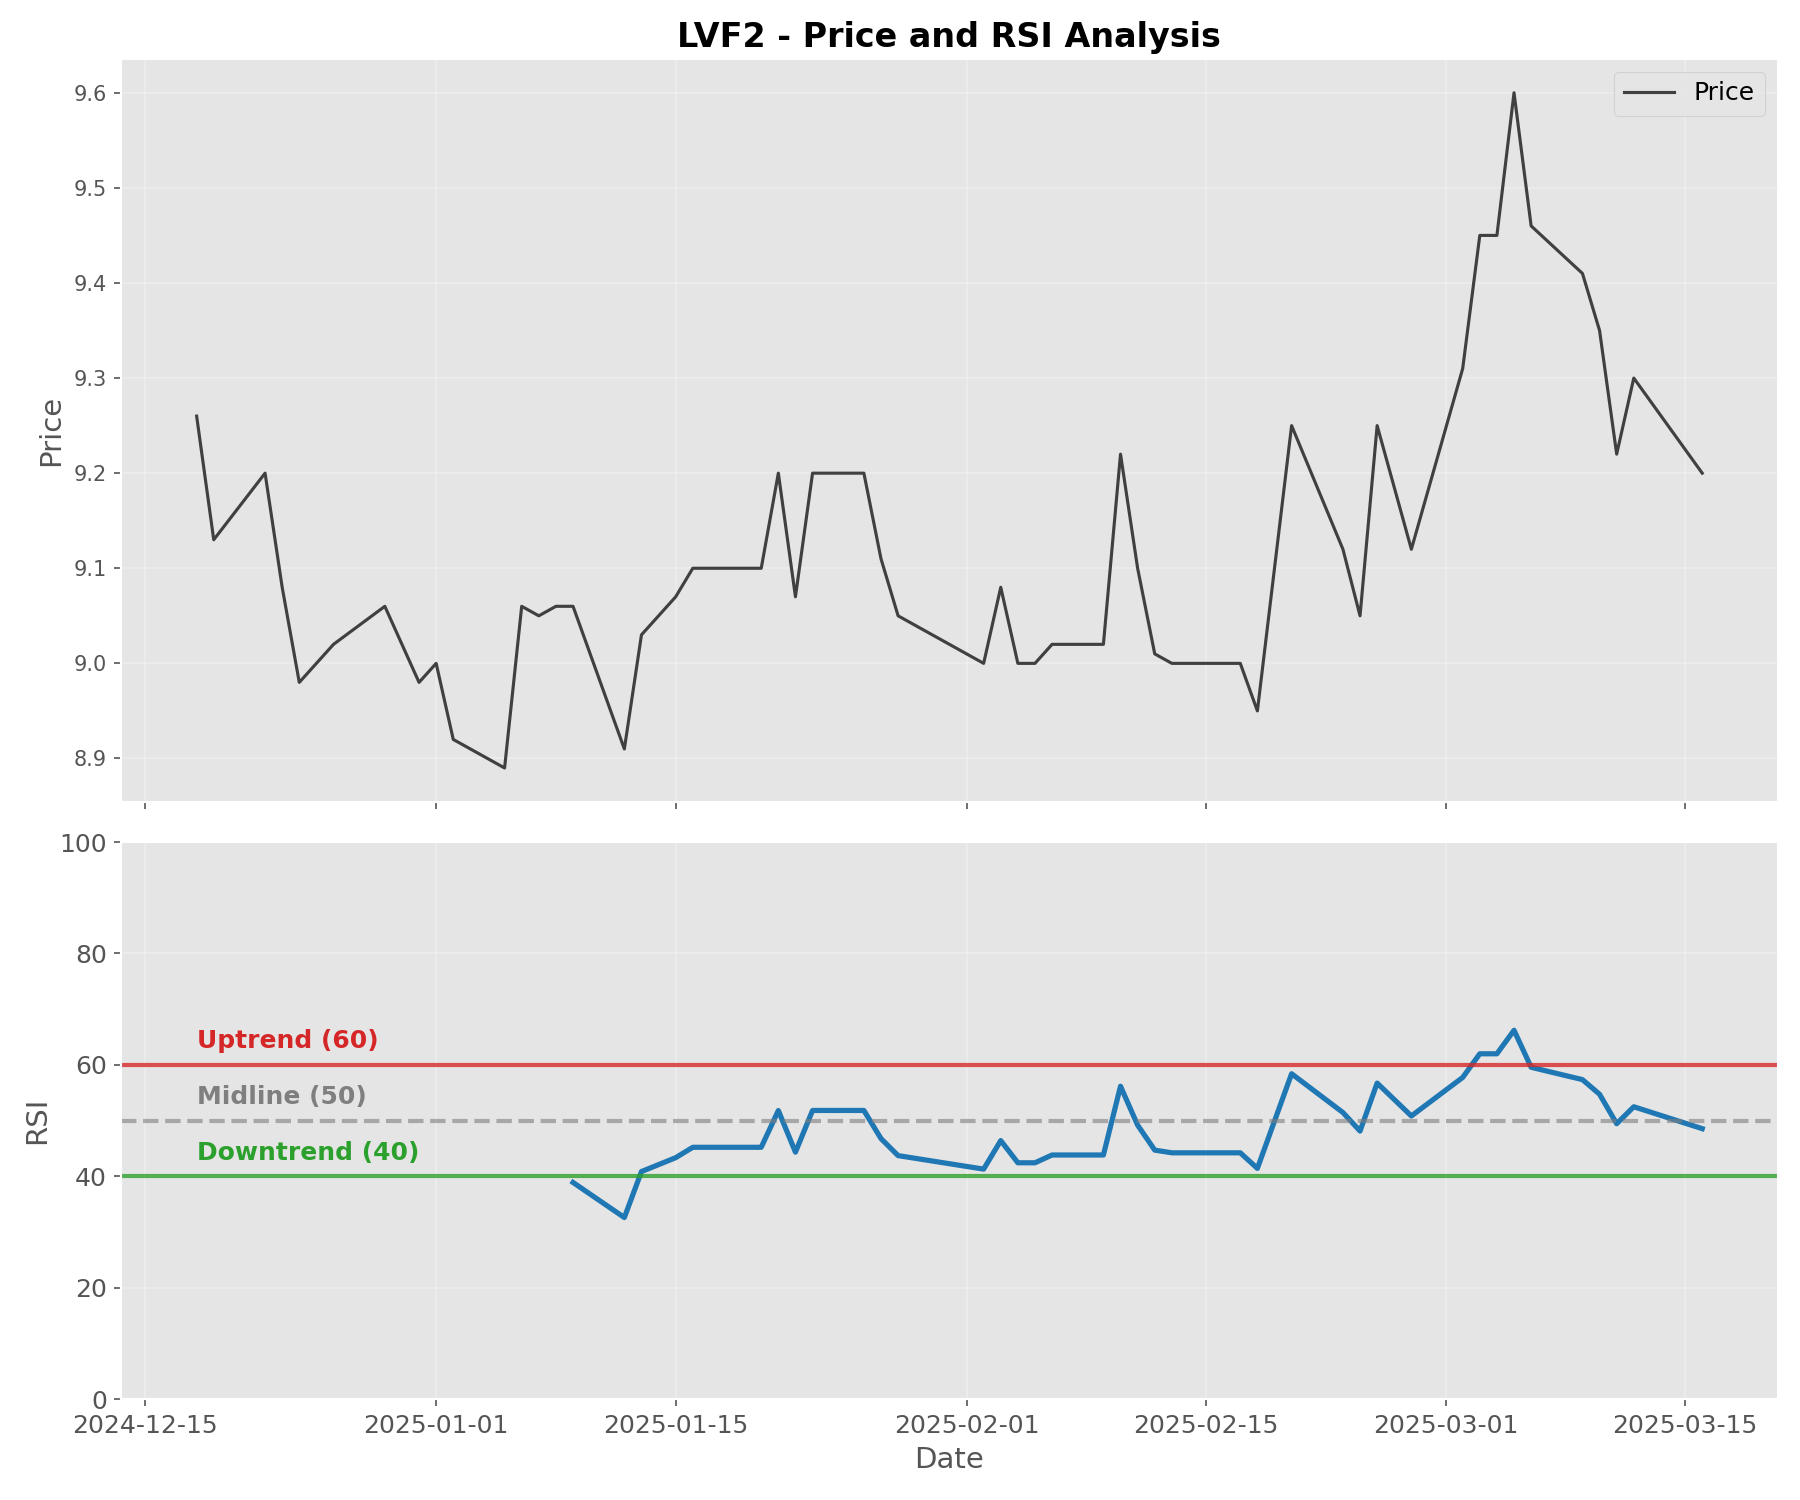 LVF2 - Price and RSI Analysis
Price
9.6
9.5
9.4
9.3
9.2
9.1
9.0
8.9
Price
100
80
60
40
20
0
RSI
Uptrend (60)
Midline (50)
Downtrend (40)
2024-12-15 2025-01-01 2025-01-15 2025-02-01 2025-02-15 2025-03-01 2025-03-15
Date